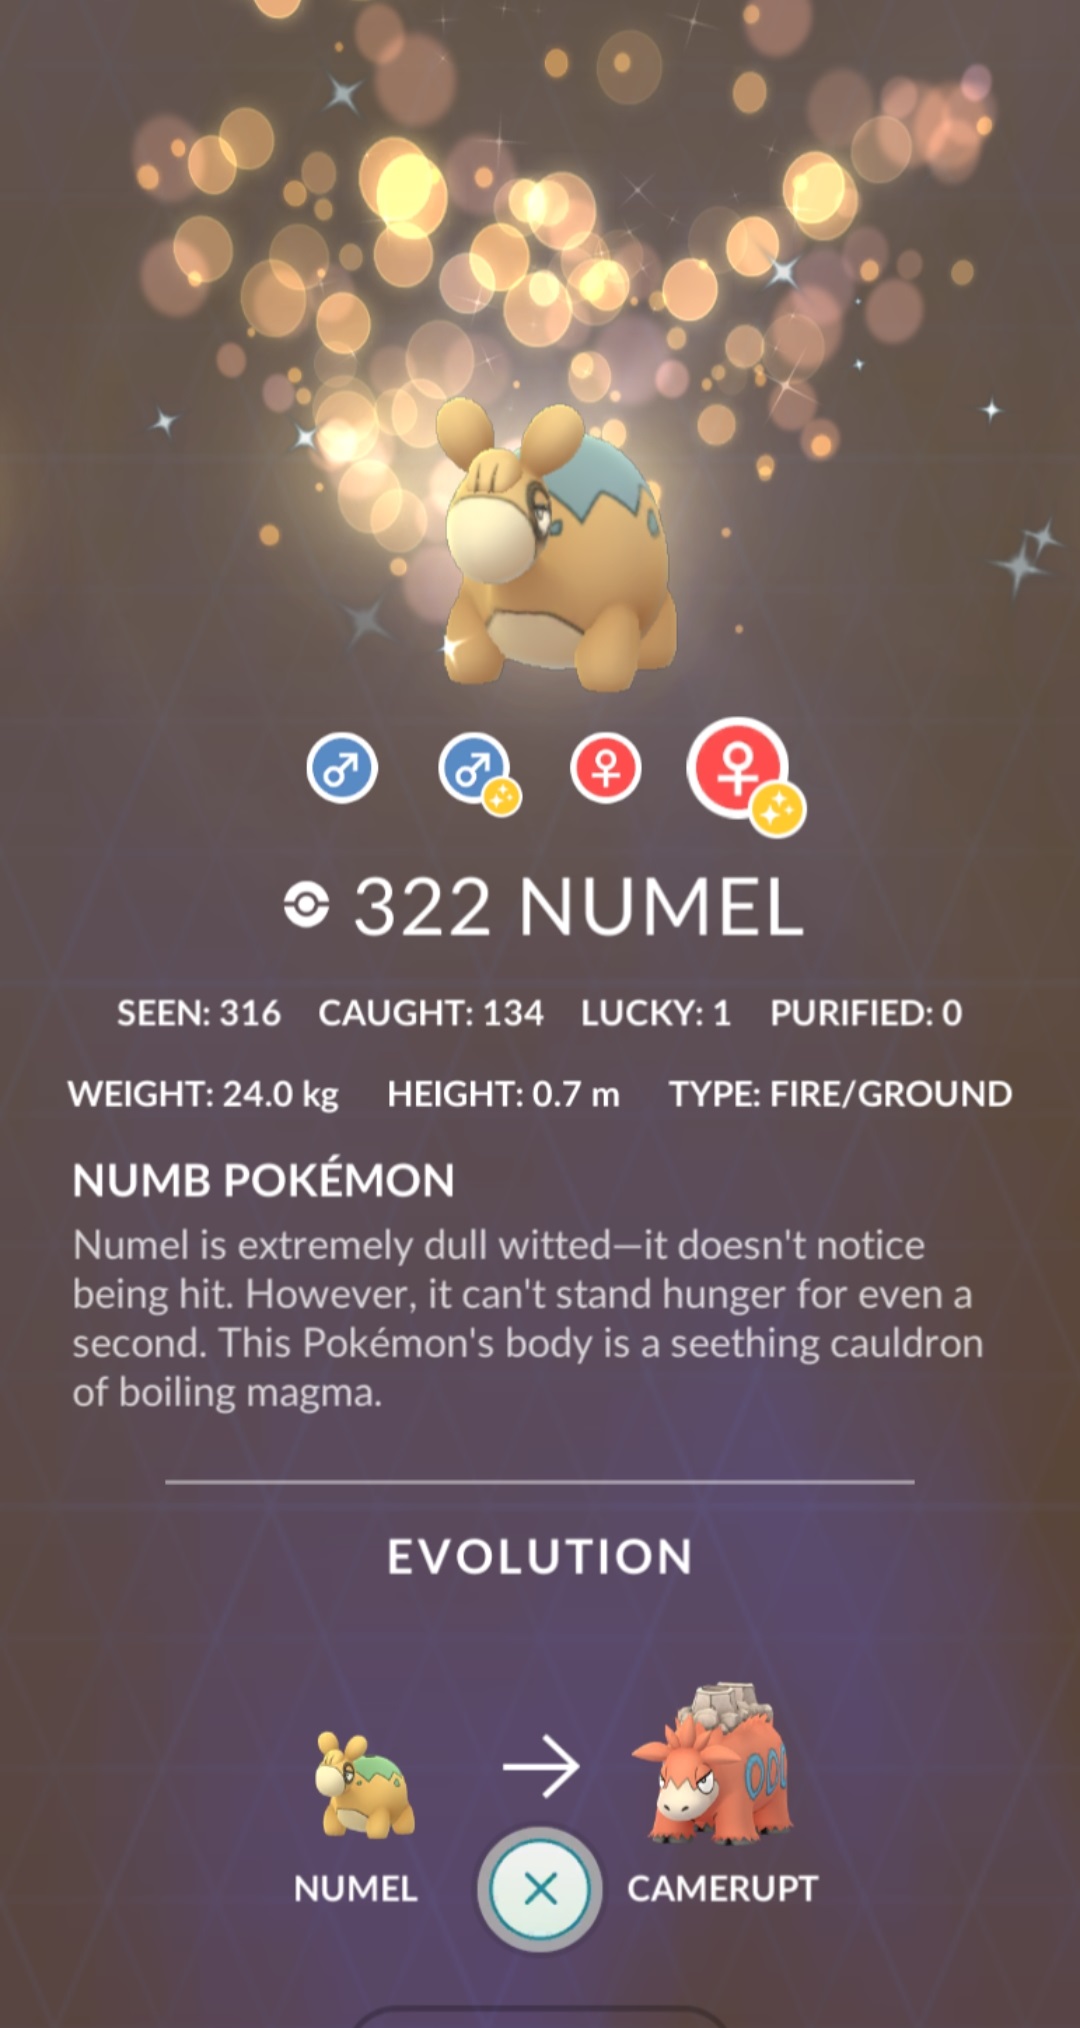 322 NUMEL
SEEN: 316 CAUGHT: 134 LUCKY: 1 PURIFIED: 0
WEIGHT: 24.0 kg HEIGHT: 0.7 m TYPE: FIRE/GROUND
NUMB POKÉMON
Numel is extremely dull witted—it doesn't notice
being hit. However, it can't stand hunger for even a
second. This Pokémon's body is a seething cauldron
of boiling magma.
EVOLUTION
NUMEL CAMERUPT